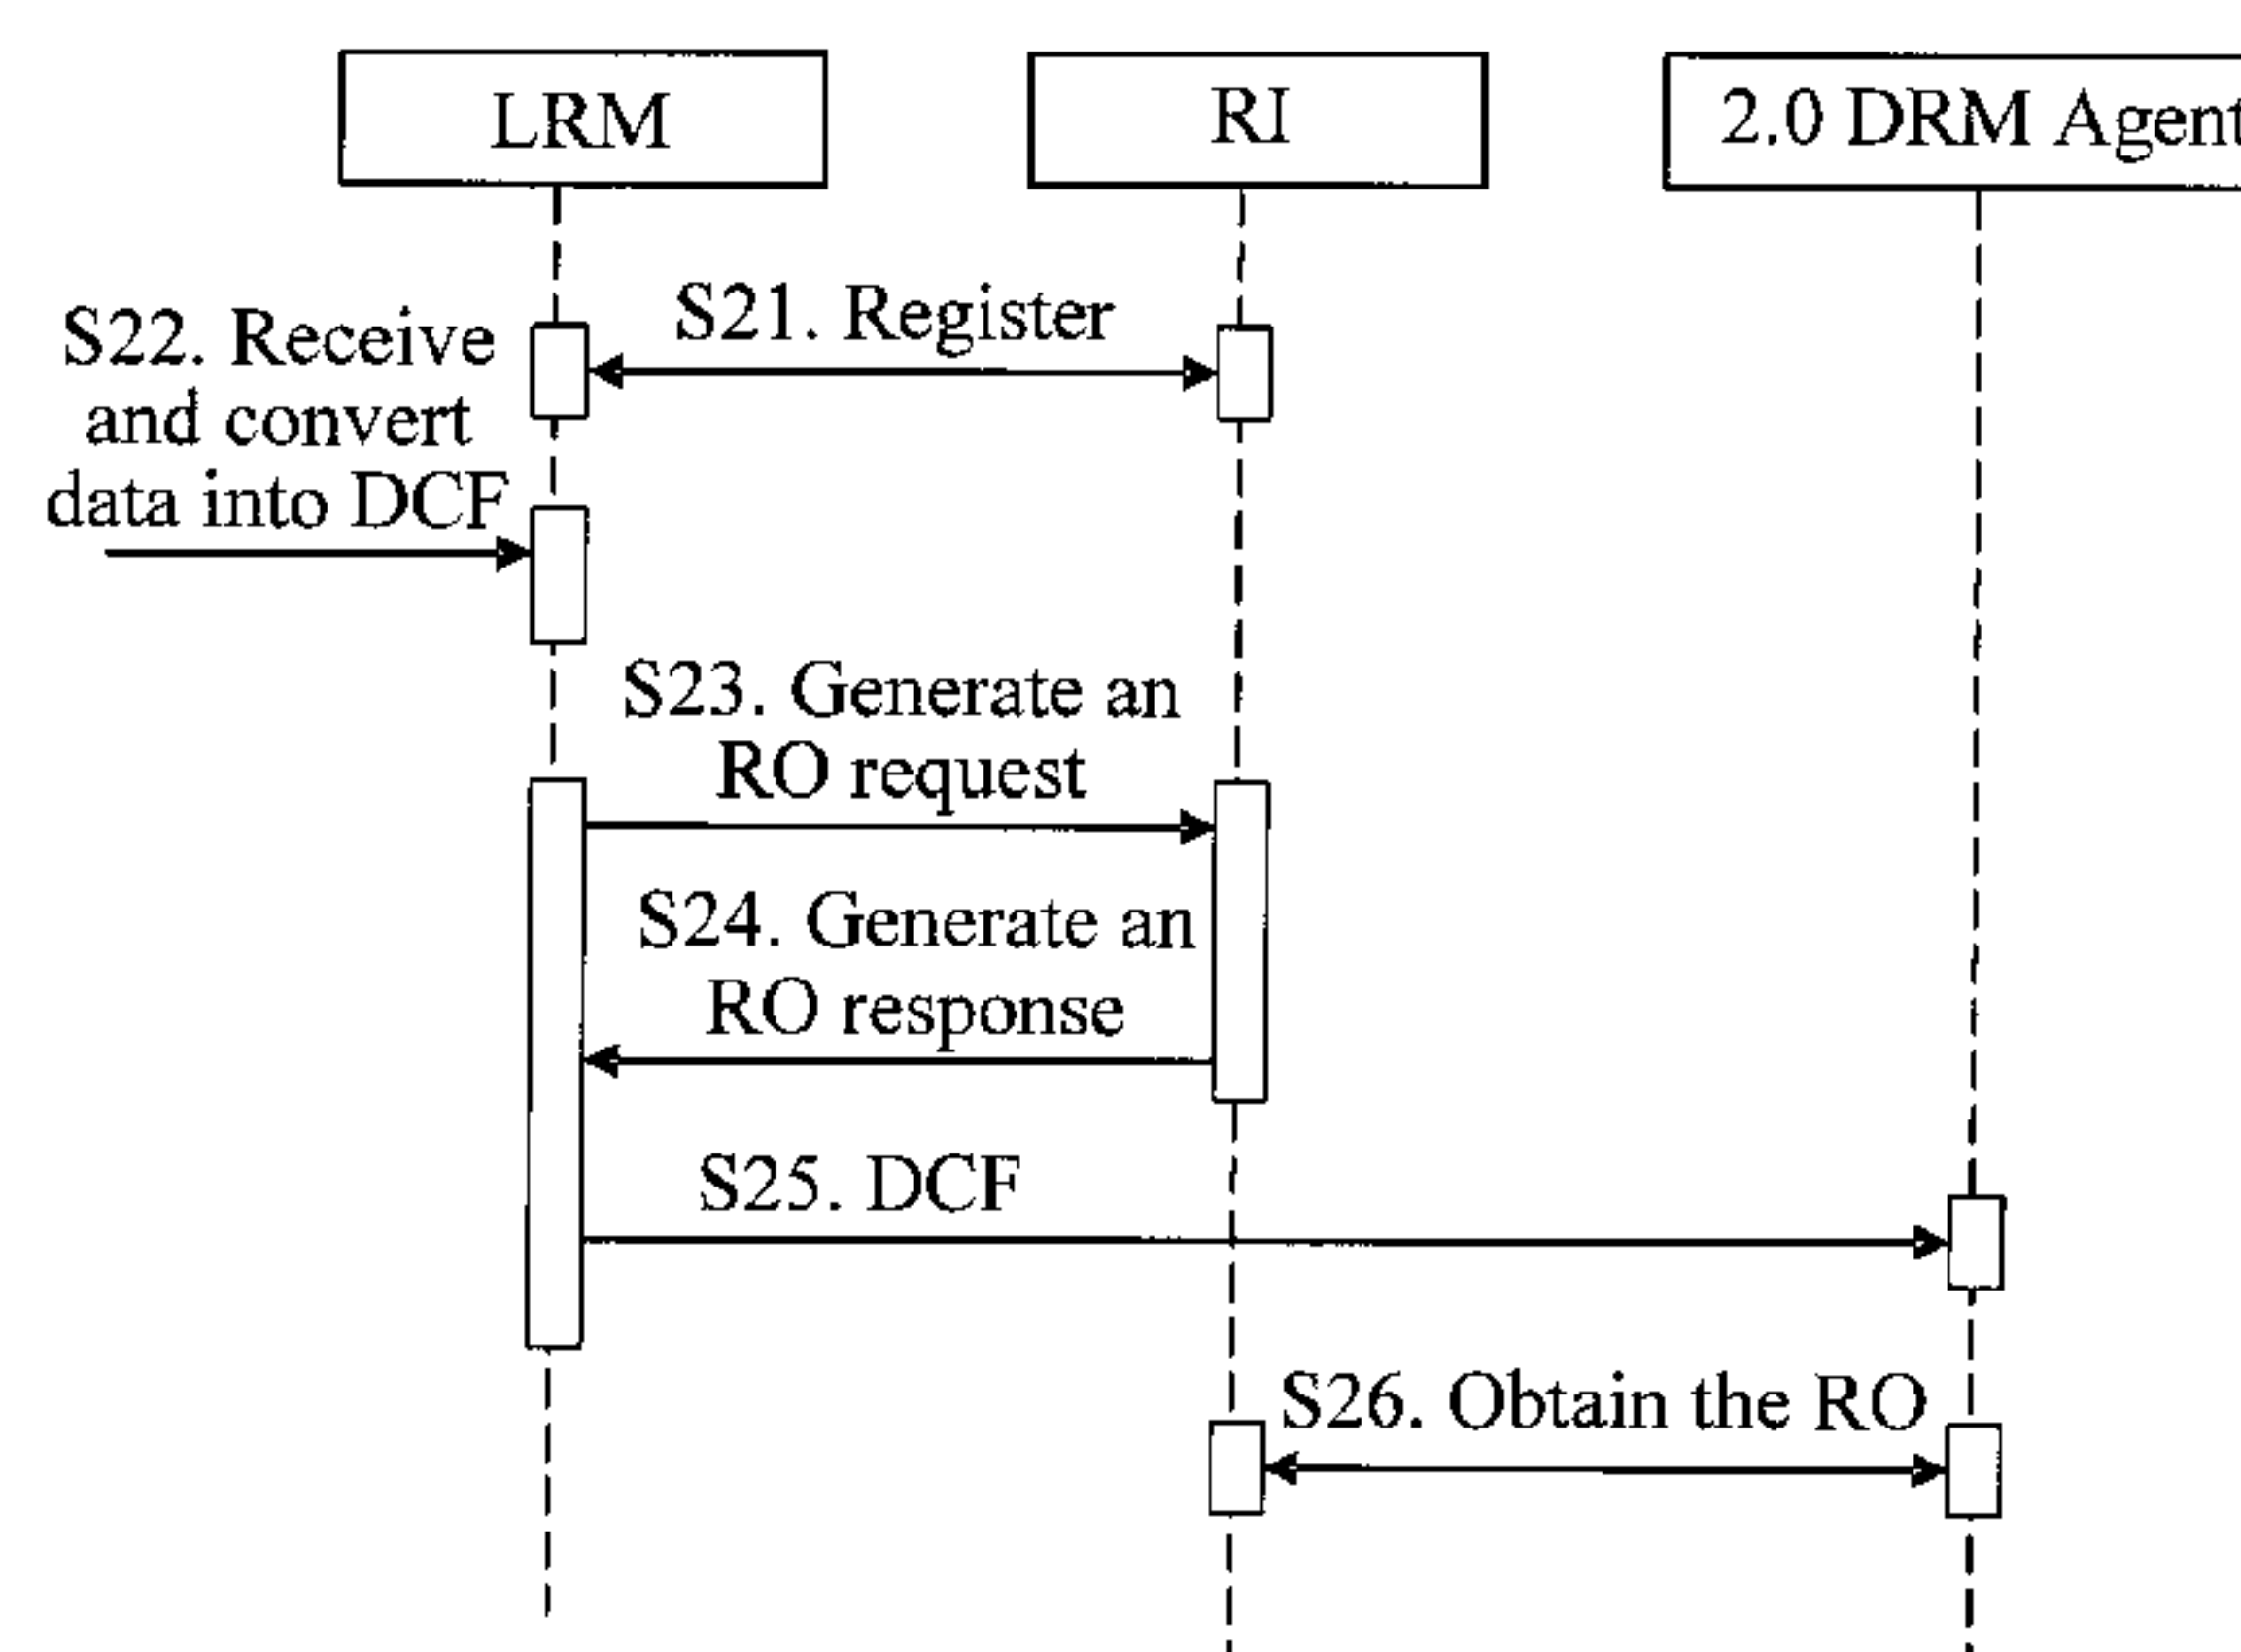 LRM
RI
2.0 DRM Agent
S21. Register
S22. Receive
and convert
data into DCF
S23. Generate an
RO request
S24. Generate an
RO response
S25. DCF
S26. Obtain the RO